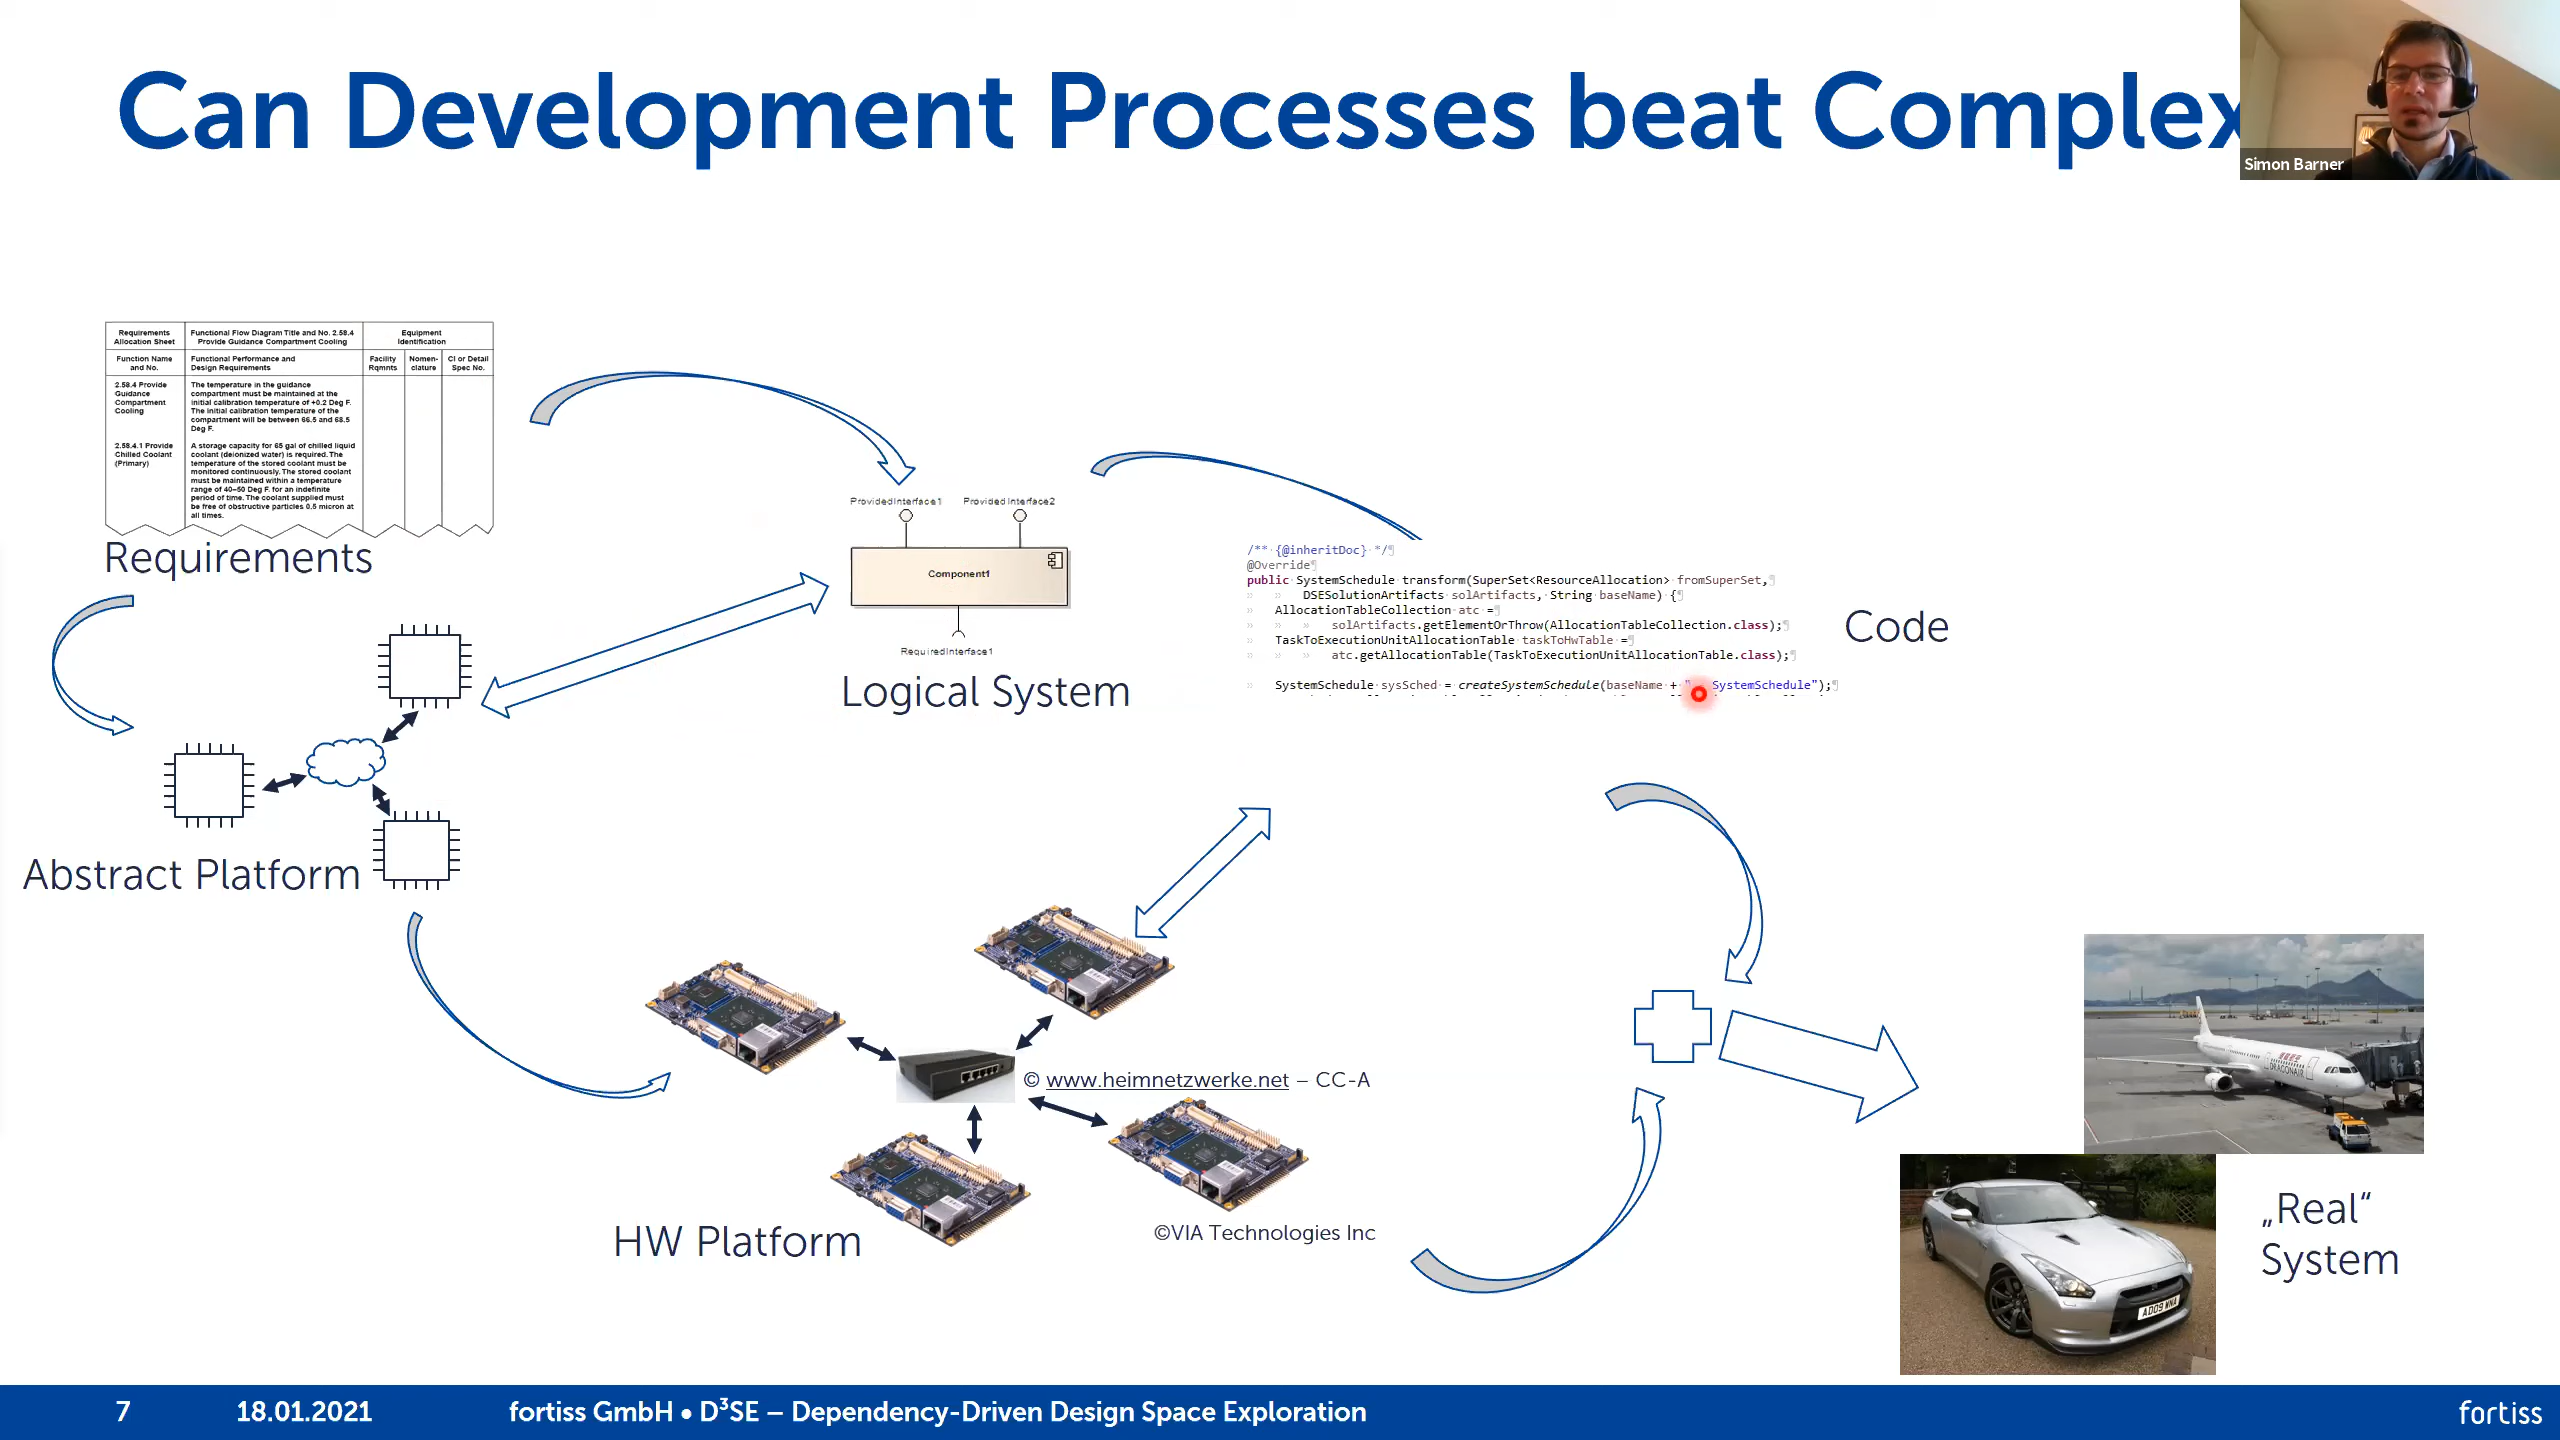 Can Development Processes beat Complex
Simon Barner
Requirements Allocation Sheet
Functional Flow Diagram Title and No. 2.58.4 Provide Guidance Compartment Cooling
Equipment Identification
Function Name and No.
Functional Performance and Design Requirements
Facility Rqmnts
Nomen-clature
CI or Detail Spec No.
2.58.4 Provide
Guidance
Compartment
Cooling
The temperature in the guidance
compartment must be maintained at the
initial calibration temperature of +0.2 Deg F.
The initial calibration temperature of the
compartment will be between 66.5 and 68.5
Deg F.
2.58.4.1 Provide
Chilled Coolant
(Primary)
A storage capacity for 65 gal of chilled liquid
coolant (deionized water) is required. The
temperature of the stored coolant must be
monitored continuously. The stored coolant
must be maintained within a temperature
range of 40–50 Deg F. for an indefinite
period of time. The coolant supplied must
be free of obstructive particles 0.5 micron at
all times.
Requirements
ProvidedInterface1
ProvidedInterface2
Component1
RequiredInterface1
Logical System
/** {@inheritDoc} */
@Override
public SystemSchedule transform(SuperSet<ResourceAllocation> fromSuperSet,
DSESolutionArtifacts solArtifacts, String baseName) {
AllocationTableCollection atc =
solArtifacts.getElementOrThrow(AllocationTableCollection.class);
TaskToExecutionUnitAllocationTable taskToHwTable =
atc.getAllocationTable(TaskToExecutionUnitAllocationTable.class);
SystemSchedule sysSched = createSystemSchedule(baseName + " SystemSchedule");
Code
Abstract Platform
© www.heimnetzwerke.net – CC-A
HW Platform
©VIA Technologies Inc
DRAGONAIR
AD09 WNA
„Real“
System
7
18.01.2021
fortiss GmbH • D³SE – Dependency-Driven Design Space Exploration
fortiss